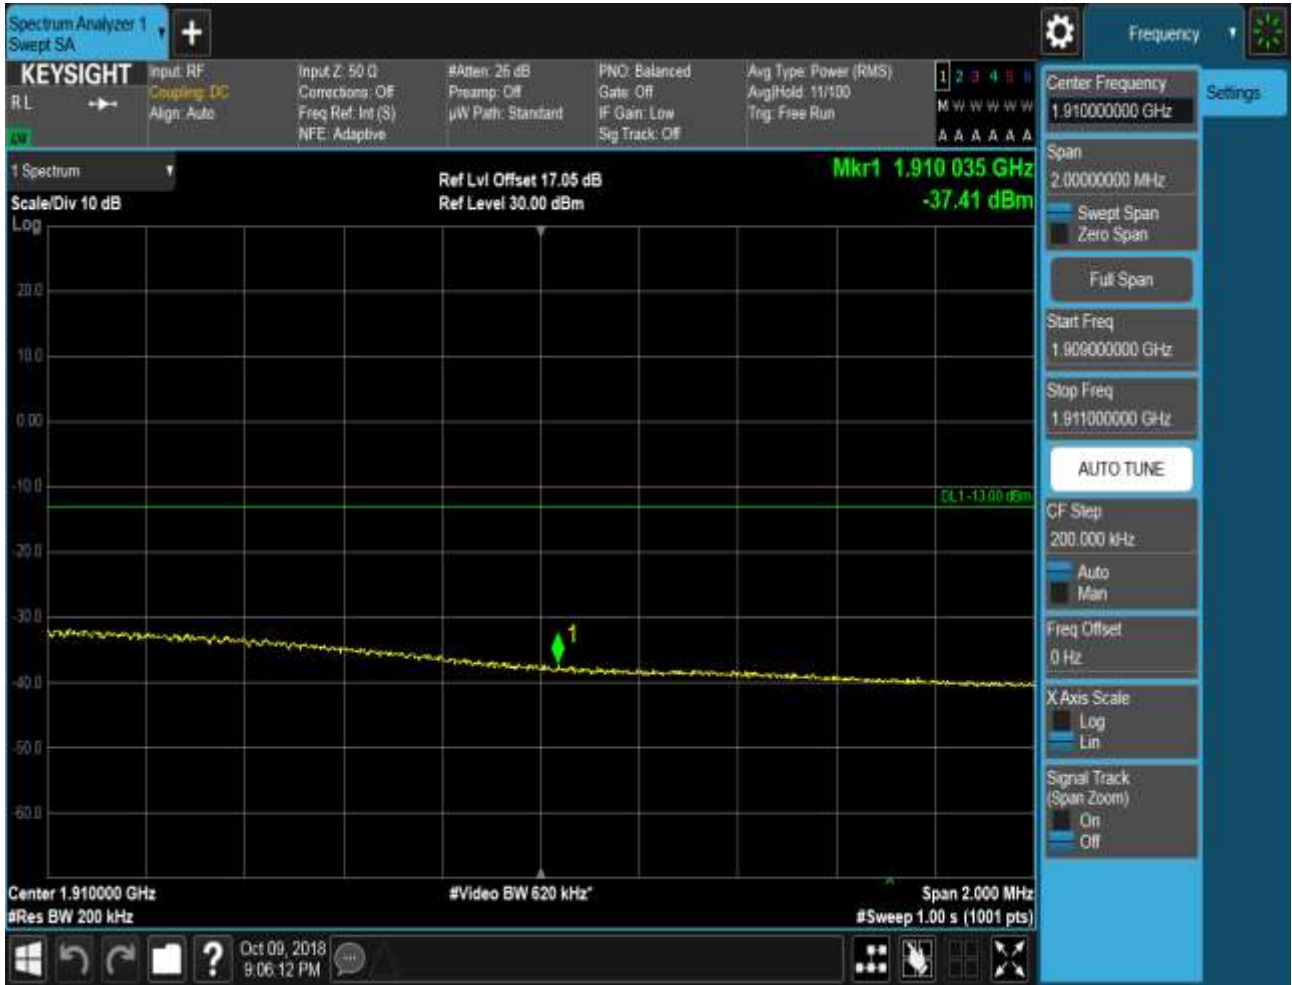 Spectrum Analyzer 1
Swept SA
Frequency
KEYSIGHT
R L
Input: RF
Coupling: DC
Align: Auto
Input Z: 50 Ω
Corrections: Off
Freq Ref: Int (S)
NFE: Adaptive
#Atten: 26 dB
Preamp: Off
µW Path: Standard
PNO: Balanced
Gate: Off
IF Gain: Low
Sig Track: Off
Avg Type: Power (RMS)
Avg|Hold: 11/100
Trig: Free Run
1 2 3 4 5 6
M W W W W W
A A A A A A
1 Spectrum
Scale/Div 10 dB
Log
Ref Lvl Offset 17.05 dB
Ref Level 30.00 dBm
Mkr1 1.910 035 GHz
-37.41 dBm
20.0
10.0
0.00
-10.0
-20.0
-30.0
-40.0
-50.0
-60.0
DL1 -13.00 dBm
1
Center 1.910000 GHz
#Res BW 200 kHz
#Video BW 620 kHz*
Span 2.000 MHz
#Sweep 1.00 s (1001 pts)
Oct 09, 2018
9:06:12 PM
Settings
Center Frequency
1.910000000 GHz
Span
2.00000000 MHz
Swept Span
Zero Span
Full Span
Start Freq
1.909000000 GHz
Stop Freq
1.911000000 GHz
AUTO TUNE
CF Step
200.000 kHz
Auto
Man
Freq Offset
0 Hz
X Axis Scale
Log
Lin
Signal Track
(Span Zoom)
On
Off